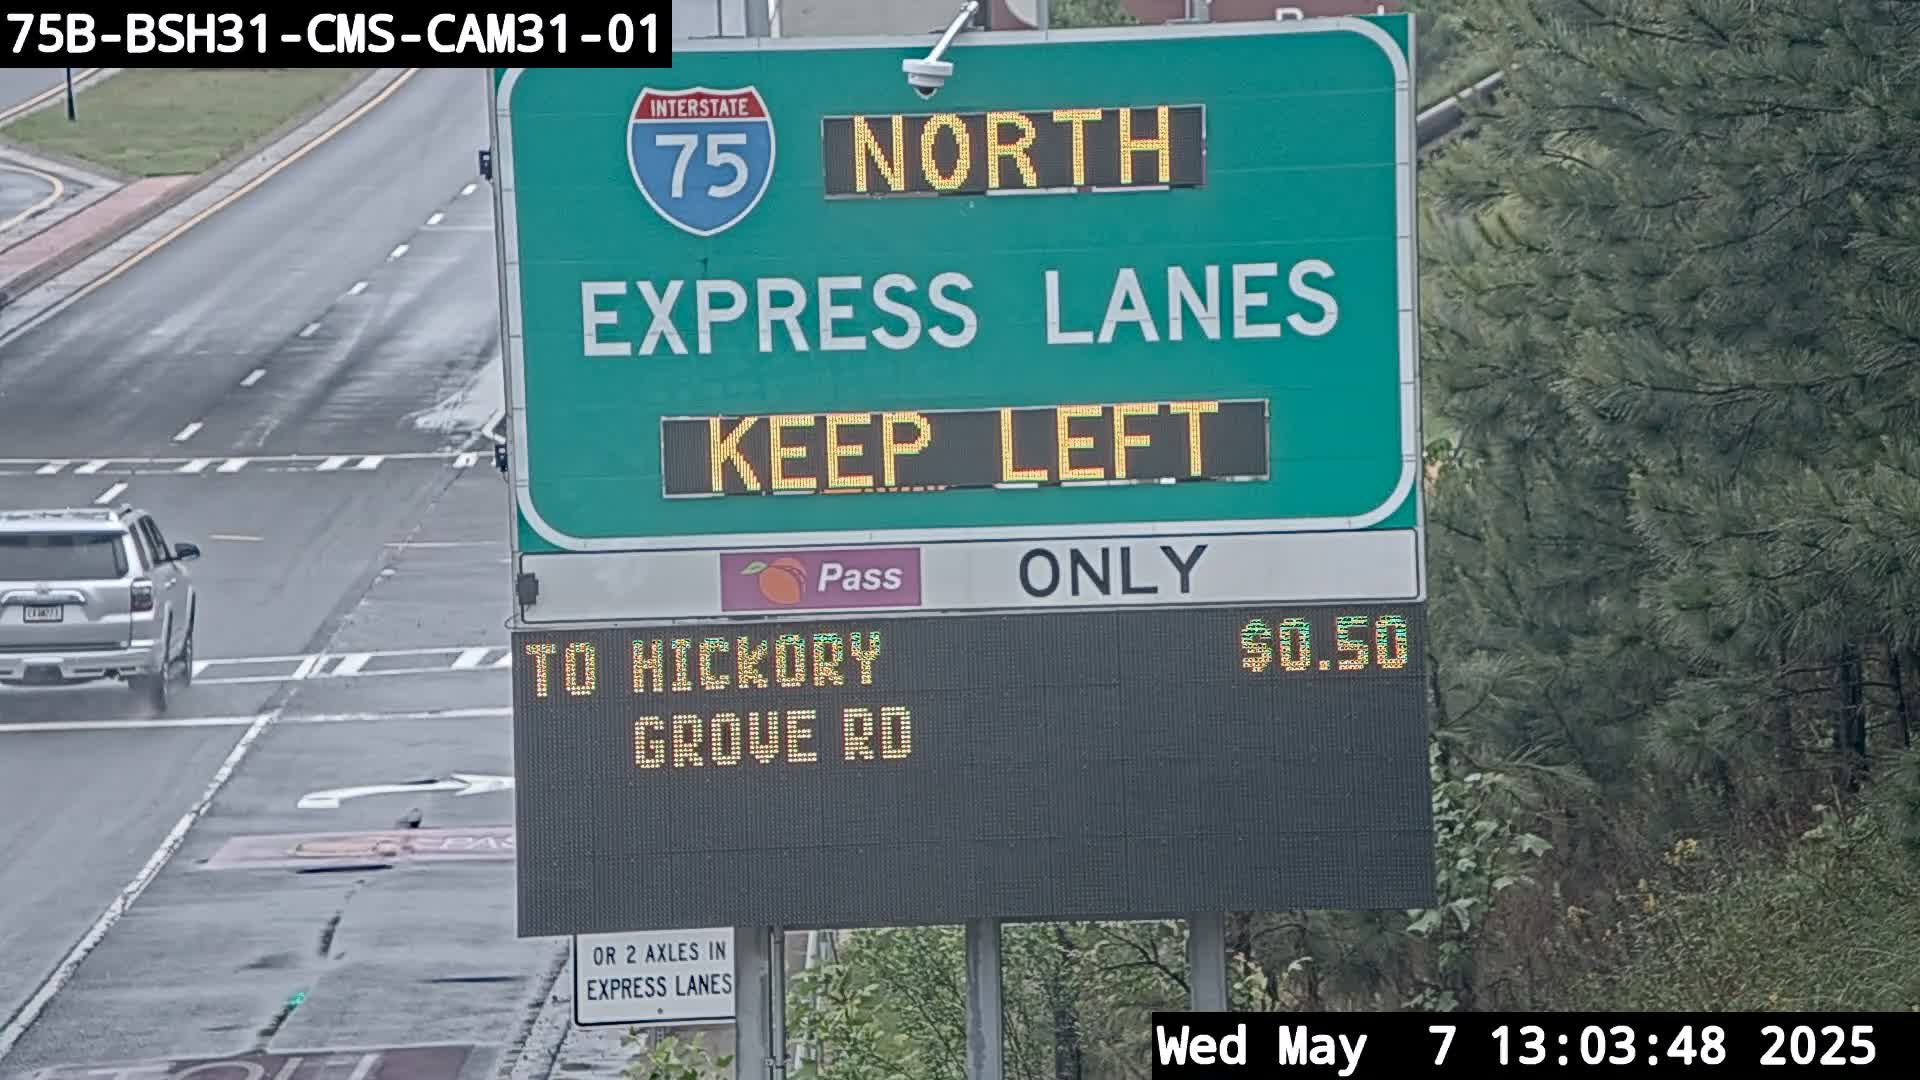 75B-BSH31-CMS-CAM31-01
INTERSTATE
75
NORTH
EXPRESS LANES
KEEP LEFT
Pass ONLY
TO HICKORY $0.50
GROVE RD
OR 2 AXLES IN
EXPRESS LANES
Wed May 7 13:03:48 2025